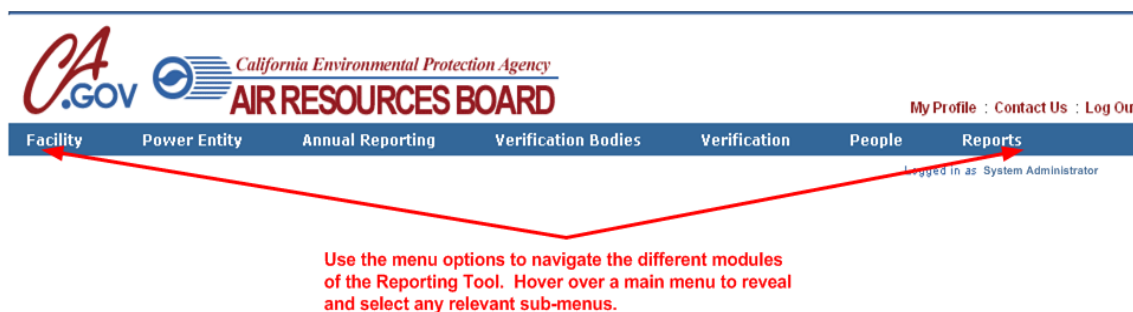 CA
.GOV
California Environmental Protection Agency
AIR RESOURCES BOARD
My Profile : Contact Us : Log Ou
Facility Power Entity Annual Reporting Verification Bodies Verification People Reports
Logged in as System Administrator
Use the menu options to navigate the different modules
of the Reporting Tool. Hover over a main menu to reveal
and select any relevant sub-menus.